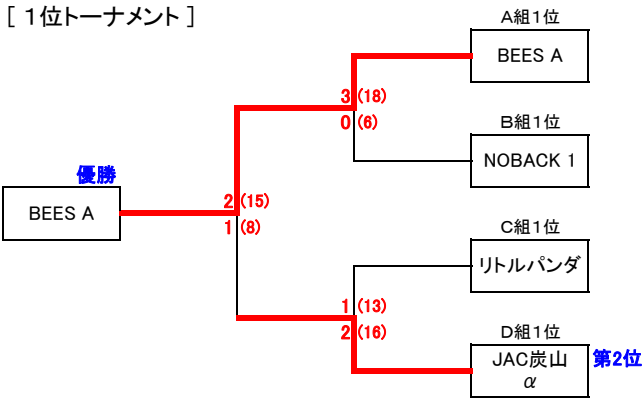 [ １位トーナメント ]
A組１位
BEES A
3 (18)
0 (6)
B組１位
NOBACK 1
優勝
BEES A
2 (15)
1 (8)
C組１位
リトルパンダ
1 (13)
2 (16)
D組１位
JAC炭山
α
第2位